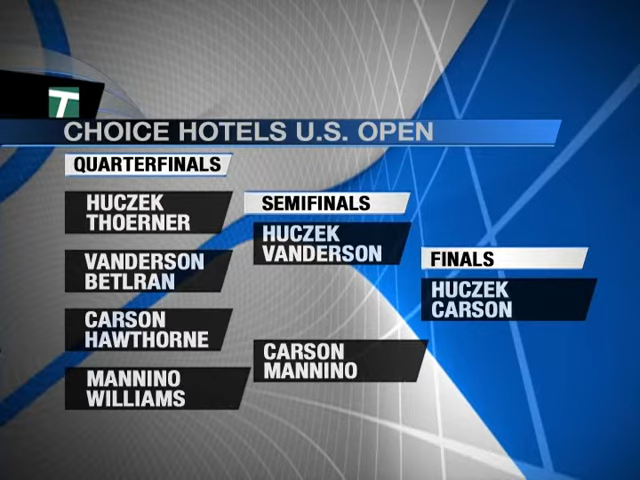 T
CHOICE HOTELS U.S. OPEN
QUARTERFINALS
HUCZEK
THOERNER
VANDERSON
BETLRAN
CARSON
HAWTHORNE
MANNINO
WILLIAMS
SEMIFINALS
HUCZEK
VANDERSON
CARSON
MANNINO
FINALS
HUCZEK
CARSON